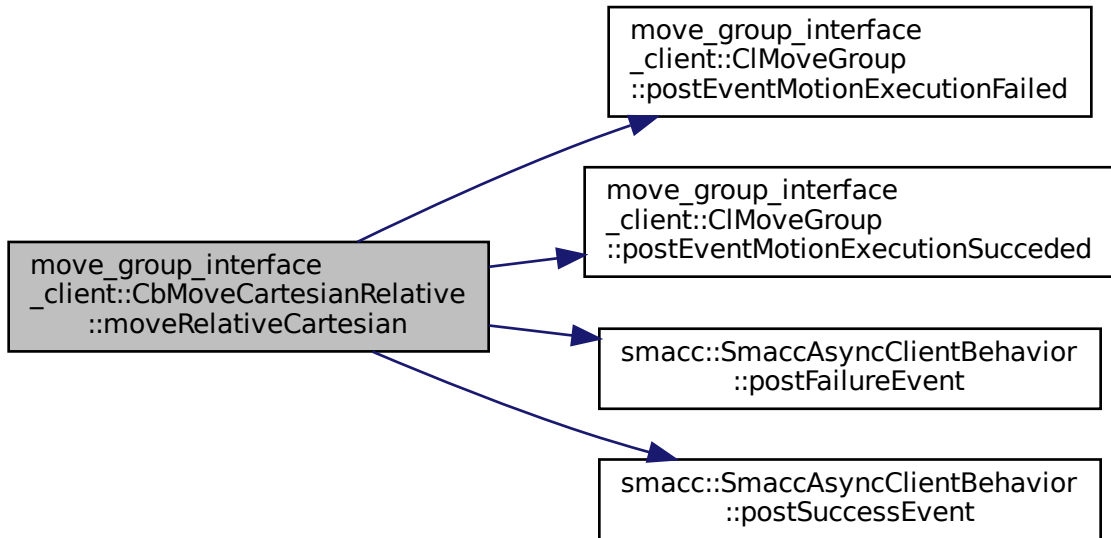 move_group_interface
_client::ClMoveGroup
::postEventMotionExecutionFailed
move_group_interface
_client::ClMoveGroup
::postEventMotionExecutionSucceded
move_group_interface
_client::CbMoveCartesianRelative
::moveRelativeCartesian
smacc::SmaccAsyncClientBehavior
::postFailureEvent
smacc::SmaccAsyncClientBehavior
::postSuccessEvent